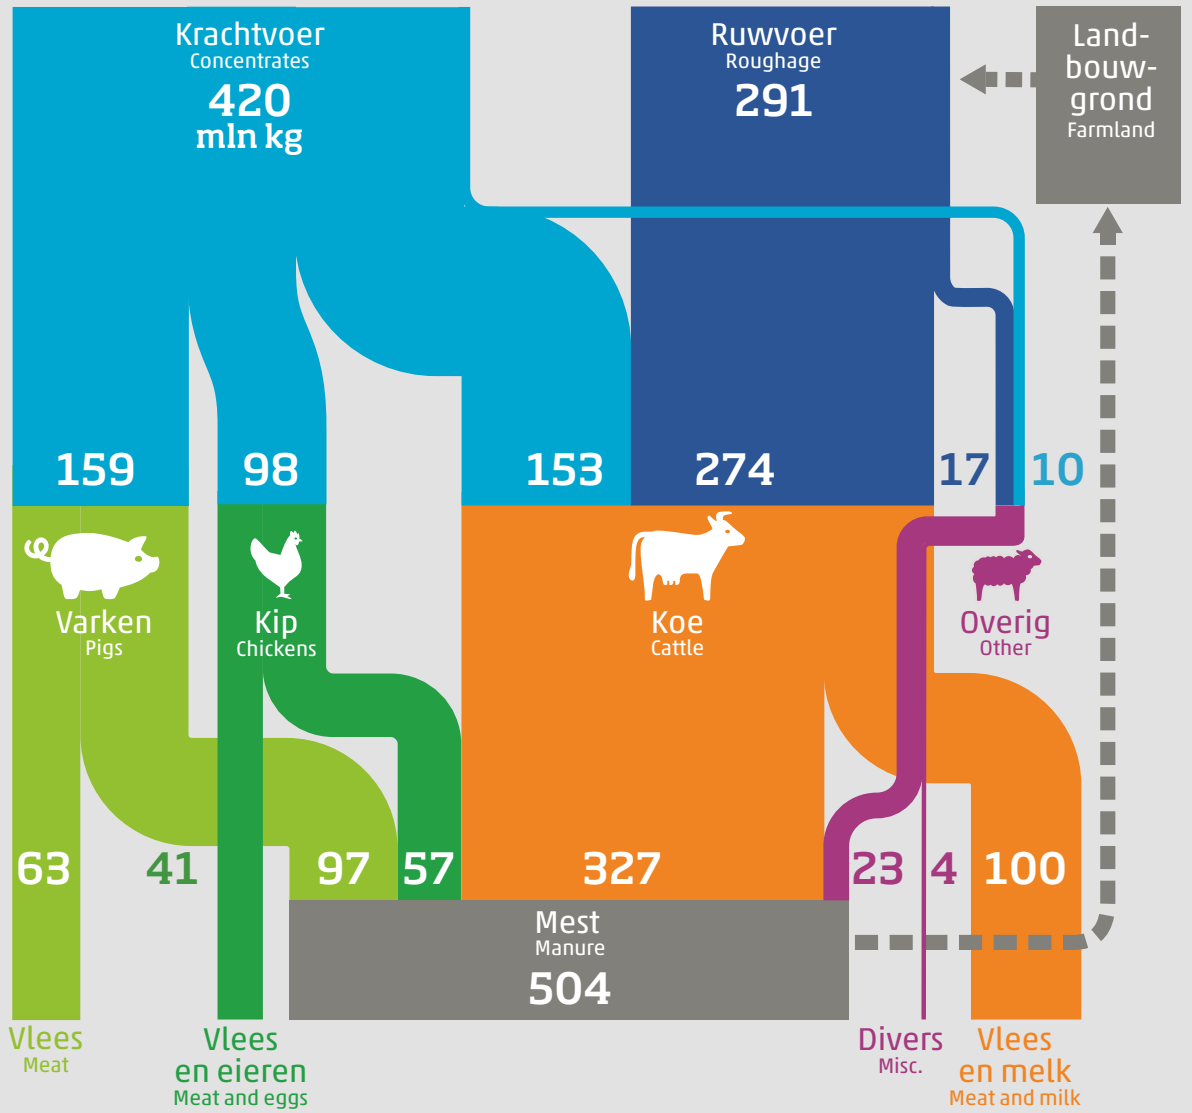 Krachtvoer
Concentrates
420
mln kg
Ruwvoer
Roughage
291
Land-
bouw-
grond
Farmland
159
98
153
274
17
10
Varken
Pigs
Kip
Chickens
Koe
Cattle
Overig
Other
63
41
97
57
327
23
4
100
Mest
Manure
504
Vlees
Meat
Vlees
en eieren
Meat and eggs
Divers
Misc.
Vlees
en melk
Meat and milk